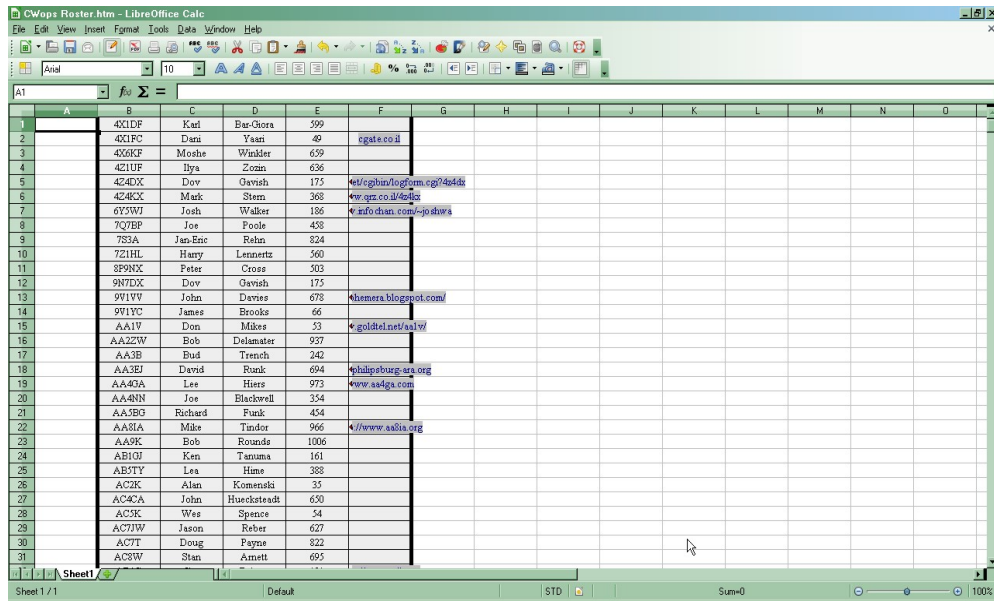 CWops Roster.htm - LibreOffice Calc
File Edit View Insert Format Tools Data Window Help
Arial 10
A1 Σ =
A B C D E F G H I J K L M N O
1 4X1DF Karl Bar-Giora 599
2 4X1FC Dani Yaari 49 cgate.co.il
3 4X6KF Moshe Winkler 659
4 4Z1UF Ilya Zozin 636
5 4Z4DX Dov Gavish 175 et/cgibin/logform.cgi?4z4dx
6 4Z4KX Mark Stern 368 w.qrz.co.il/4z4kx
7 6Y5WJ Josh Walker 186 v.infochan.com/~joshwa
8 7Q7BP Joe Poole 458
9 7S3A Jan-Eric Rehn 824
10 7Z1HL Harry Lennertz 560
11 8P9NX Peter Cross 503
12 9N7DX Dov Gavish 175
13 9V1VV John Davies 678 hemera.blogspot.com/
14 9V1YC James Brooks 66
15 AA1V Don Mikes 53 .goldtel.net/aa1v/
16 AA2ZW Bob Delamater 937
17 AA3B Bud Trench 242
18 AA3EJ David Runk 694 philipsburg-ara.org
19 AA4GA Lee Hiers 973 ww.aa4ga.com
20 AA4NN Joe Blackwell 354
21 AA5BG Richard Funk 454
22 AA8IA Mike Tindor 966 ://www.aa8ia.org
23 AA9K Bob Rounds 1006
24 AB1GJ Ken Tanuma 161
25 AB5TY Lea Hime 388
26 AC2K Alan Komenski 35
27 AC4CA John Huecksteadt 650
28 AC5K Wes Spence 54
29 AC7JW Jason Reber 627
30 AC7T Doug Payne 822
31 AC8W Stan Arnett 695
Sheet1
Sheet 1 / 1 Default STD Sum=0 100%